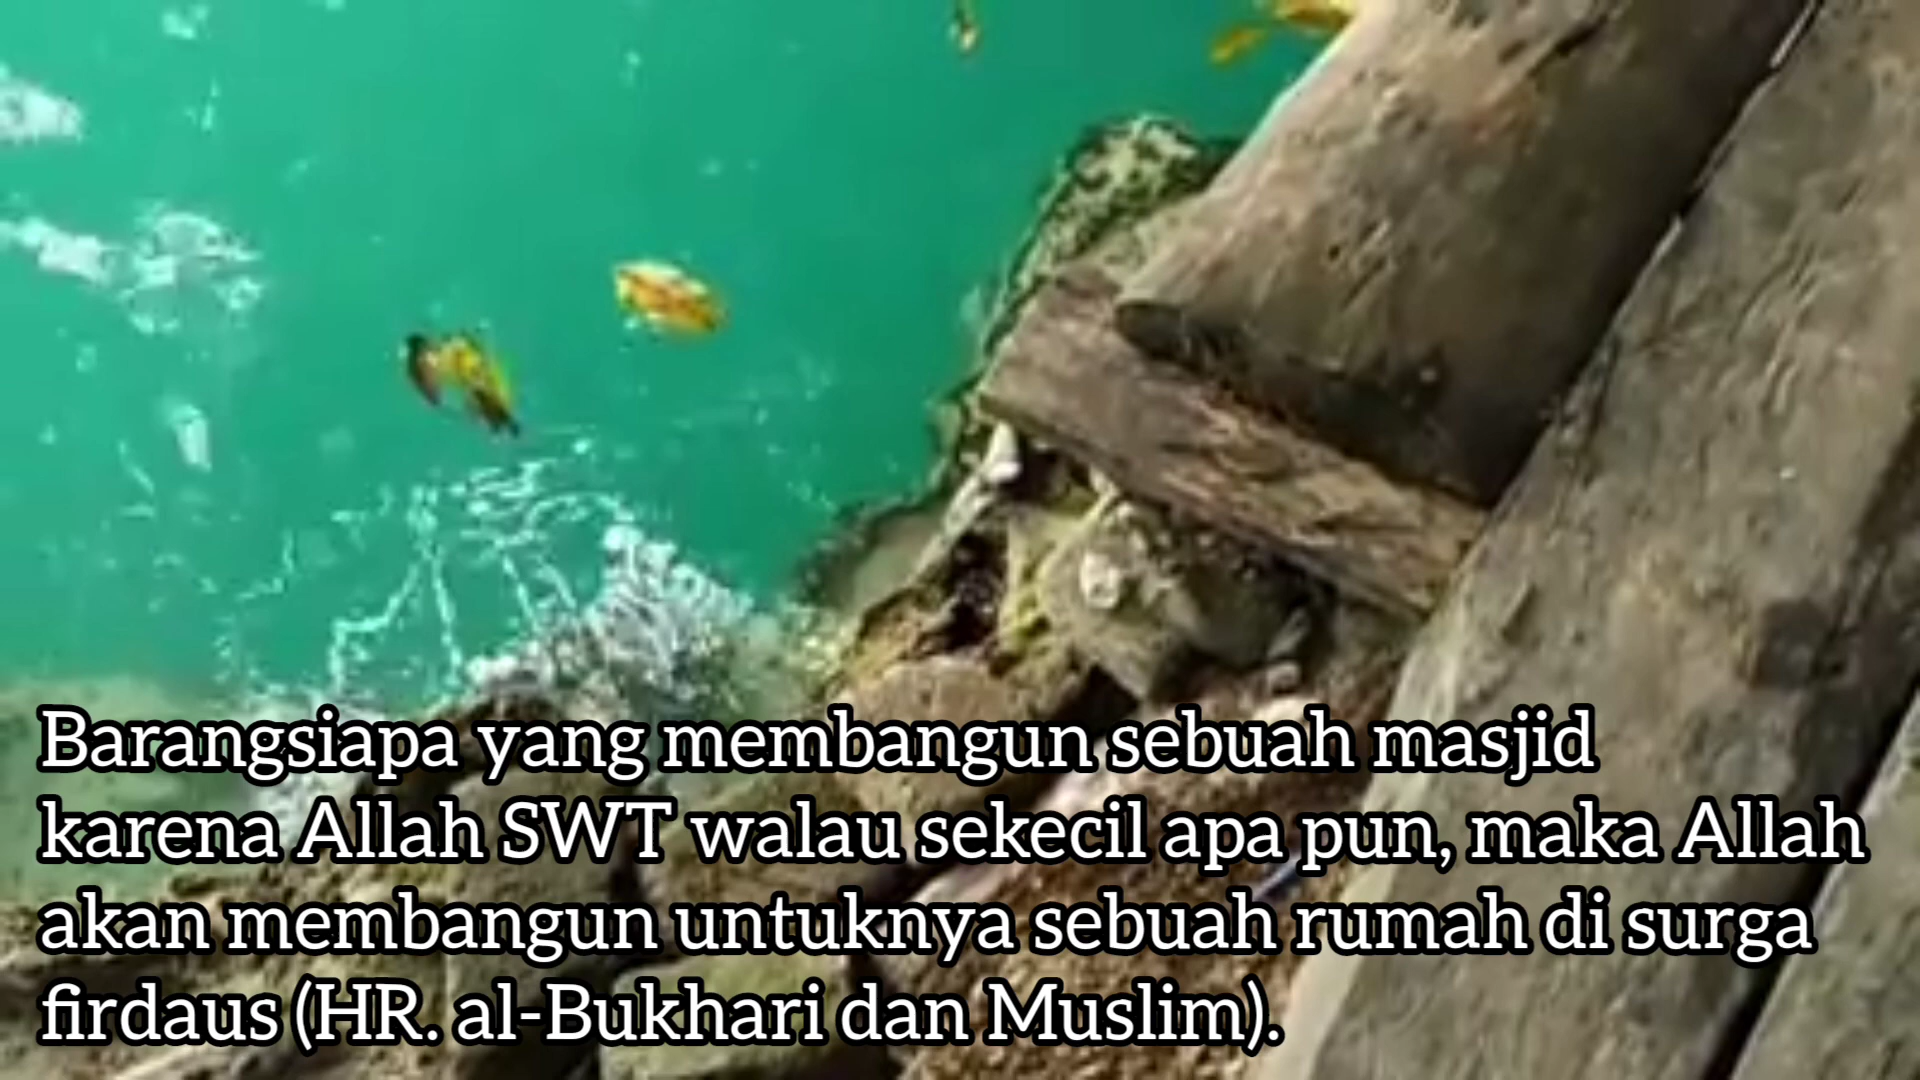 Barangsiapa yang membangun sebuah masjid
karena Allah SWT walau sekecil apa pun, maka Allah
akan membangun untuknya sebuah rumah di surga
firdaus (HR. al-Bukhari dan Muslim).